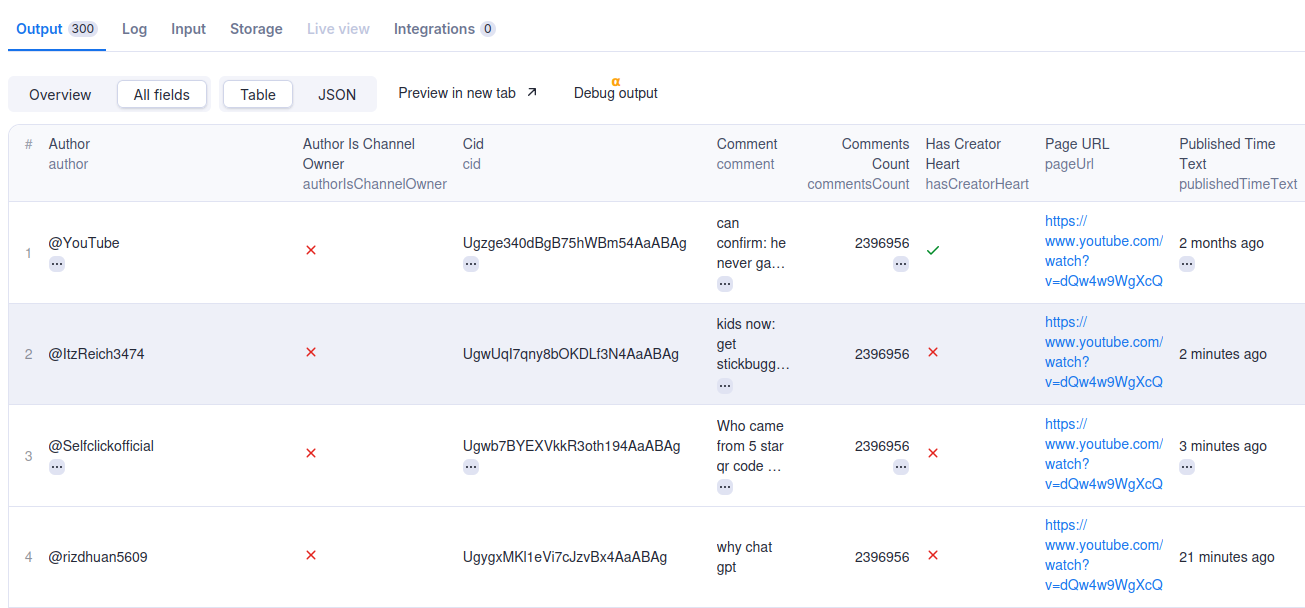 Output 300 Log Input Storage Live view Integrations 0
Overview All fields Table JSON Preview in new tab Debug output α
# Author Author Is Channel Cid Comment Comments Has Creator Page URL Published Time
author Owner cid comment Count Heart pageUrl Text
authorIsChannelOwner commentsCount hasCreatorHeart publishedTimeText
1 @YouTube Ugzge340dBgB75hWBm54AaABAg can confirm: he never ga… 2396956 https://www.youtube.com/watch?v=dQw4w9WgXcQ 2 months ago
2 @ItzReich3474 UgwUqI7qny8bOKDLf3N4AaABAg kids now: get stickbugg… 2396956 https://www.youtube.com/watch?v=dQw4w9WgXcQ 2 minutes ago
3 @Selfclickofficial Ugwb7BYEXVkkR3oth194AaABAg Who came from 5 star qr code … 2396956 https://www.youtube.com/watch?v=dQw4w9WgXcQ 3 minutes ago
4 @rizdhuan5609 UgygxMKl1eVi7cJzvBx4AaABAg why chat gpt 2396956 https://www.youtube.com/watch?v=dQw4w9WgXcQ 21 minutes ago